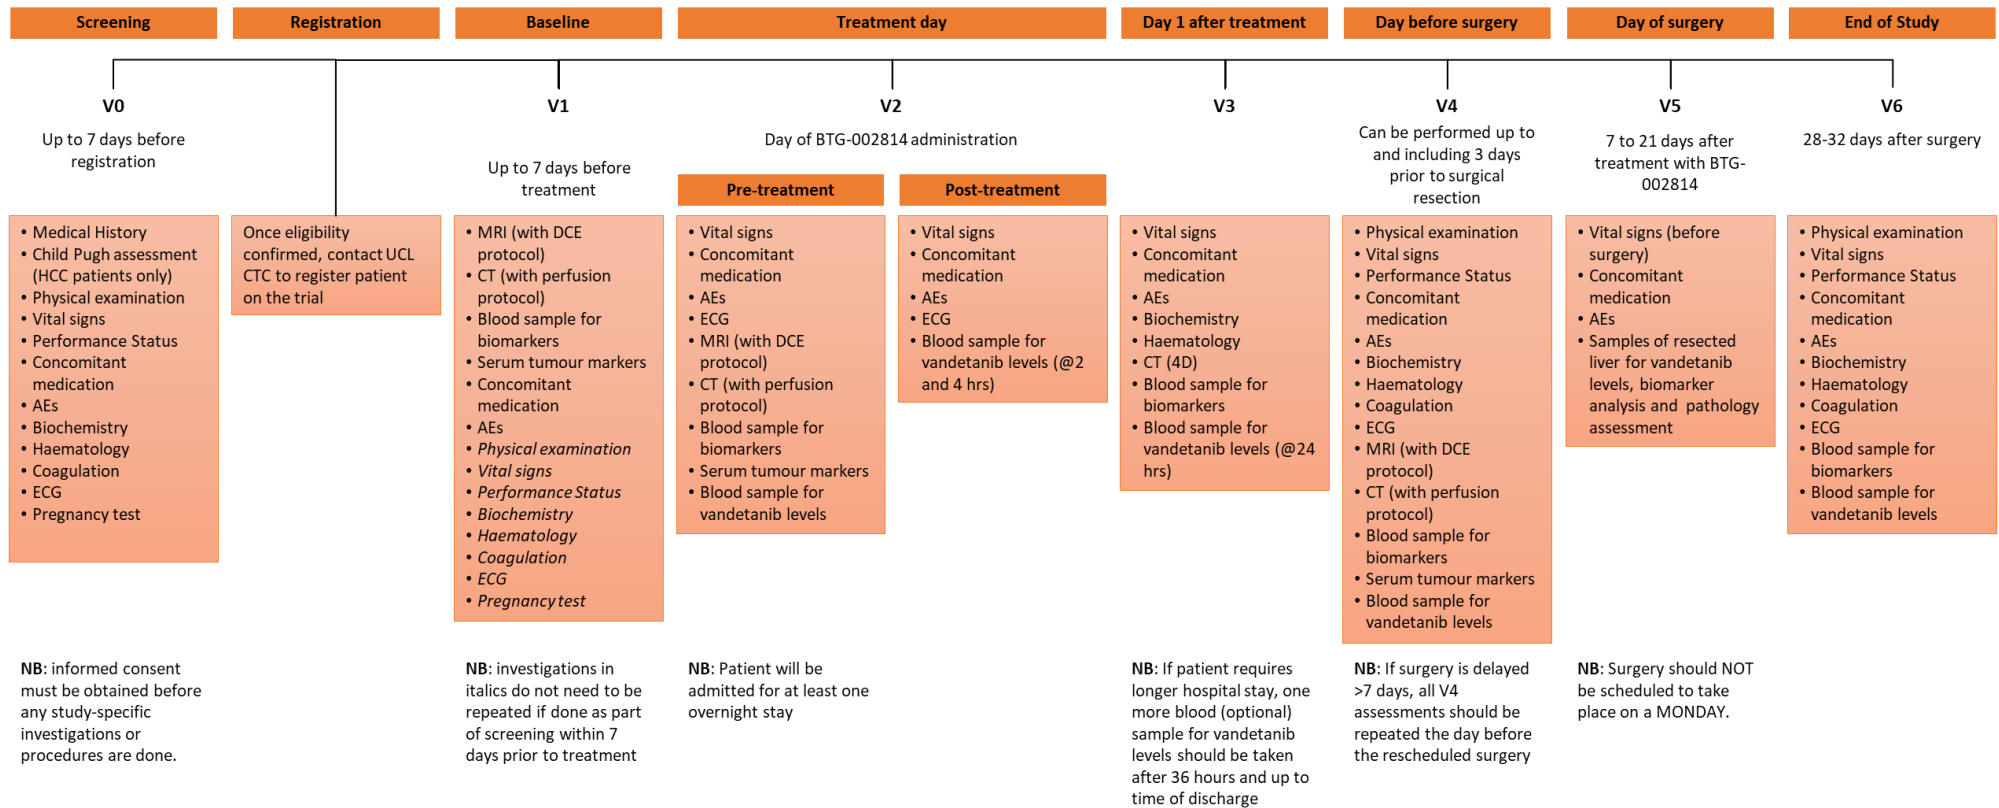 Screening
Registration
Baseline
Treatment day
Day 1 after treatment
Day before surgery
Day of surgery
End of Study
V0
V1
V2
V3
V4
V5
V6
Up to 7 days before
registration
Up to 7 days before
treatment
Day of BTG-002814 administration
Can be performed up to
and including 3 days
prior to surgical
resection
7 to 21 days after
treatment with BTG-
002814
28-32 days after surgery
Pre-treatment
Post-treatment
• Medical History
• Child Pugh assessment
(HCC patients only)
• Physical examination
• Vital signs
• Performance Status
• Concomitant
medication
• AEs
• Biochemistry
• Haematology
• Coagulation
• ECG
• Pregnancy test
Once eligibility
confirmed, contact UCL
CTC to register patient
on the trial
• MRI (with DCE
protocol)
• CT (with perfusion
protocol)
• Blood sample for
biomarkers
• Serum tumour markers
• Concomitant
medication
• AEs
• Physical examination
• Vital signs
• Performance Status
• Biochemistry
• Haematology
• Coagulation
• ECG
• Pregnancy test
• Vital signs
• Concomitant
medication
• AEs
• ECG
• MRI (with DCE
protocol)
• CT (with perfusion
protocol)
• Blood sample for
biomarkers
• Serum tumour markers
• Blood sample for
vandetanib levels
• Vital signs
• Concomitant
medication
• AEs
• ECG
• Blood sample for
vandetanib levels (@2
and 4 hrs)
• Vital signs
• Concomitant
medication
• AEs
• Biochemistry
• Haematology
• CT (4D)
• Blood sample for
biomarkers
• Blood sample for
vandetanib levels (@24
hrs)
• Physical examination
• Vital signs
• Performance Status
• Concomitant
medication
• AEs
• Biochemistry
• Haematology
• Coagulation
• ECG
• MRI (with DCE
protocol)
• CT (with perfusion
protocol)
• Blood sample for
biomarkers
• Serum tumour markers
• Blood sample for
vandetanib levels
• Vital signs (before
surgery)
• Concomitant
medication
• AEs
• Samples of resected
liver for vandetanib
levels, biomarker
analysis and pathology
assessment
• Physical examination
• Vital signs
• Performance Status
• Concomitant
medication
• AEs
• Biochemistry
• Haematology
• Coagulation
• ECG
• Blood sample for
biomarkers
• Blood sample for
vandetanib levels
NB: informed consent
must be obtained before
any study-specific
investigations or
procedures are done.
NB: investigations in
italics do not need to be
repeated if done as part
of screening within 7
days prior to treatment
NB: Patient will be
admitted for at least one
overnight stay
NB: If patient requires
longer hospital stay, one
more blood (optional)
sample for vandetanib
levels should be taken
after 36 hours and up to
time of discharge
NB: If surgery is delayed
>7 days, all V4
assessments should be
repeated the day before
the rescheduled surgery
NB: Surgery should NOT
be scheduled to take
place on a MONDAY.